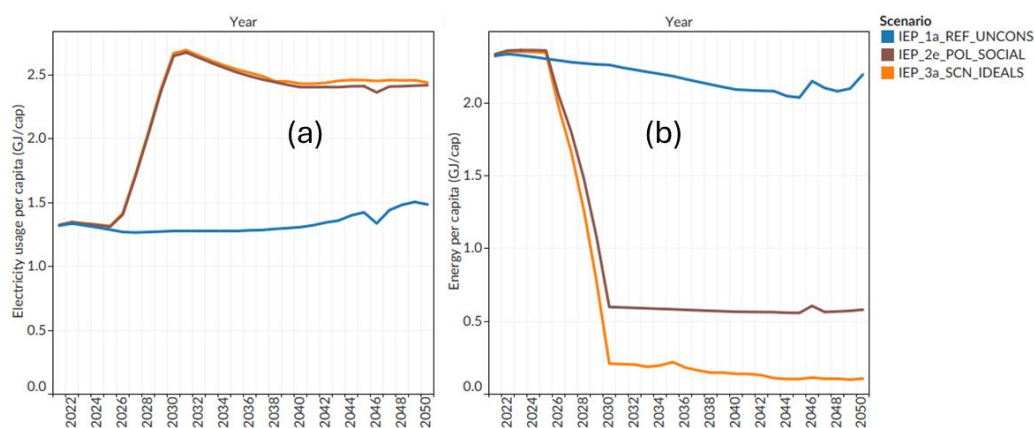 Year
Electricity usage per capita (GJ/cap)
2.5
2.0
1.5
1.0
0.5
0.0
(a)
2022 2024 2026 2028 2030 2032 2034 2036 2038 2040 2042 2044 2046 2048 2050
Year
Energy per capita (GJ/cap)
2.0
1.5
1.0
0.5
0.0
(b)
2022 2024 2026 2028 2030 2032 2034 2036 2038 2040 2042 2044 2046 2048 2050
Scenario
IEP_1a_REF_UNCONS
IEP_2e_POL_SOCIAL
IEP_3a_SCN_IDEALS